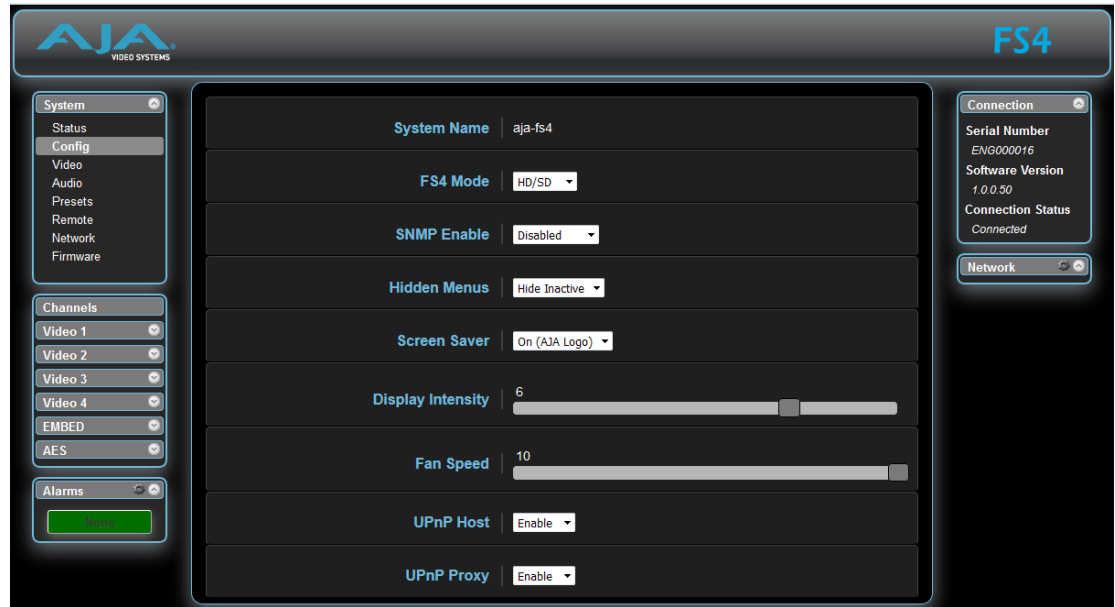 AJA
VIDEO SYSTEMS
FS4
System
Status
Config
Video
Audio
Presets
Remote
Network
Firmware
Channels
Video 1
Video 2
Video 3
Video 4
EMBED
AES
Alarms
None
System Name aja-fs4
FS4 Mode HD/SD
SNMP Enable Disabled
Hidden Menus Hide Inactive
Screen Saver On (AJA Logo)
Display Intensity 6
Fan Speed 10
UPnP Host Enable
UPnP Proxy Enable
Connection
Serial Number
ENG000016
Software Version
1.0.0.50
Connection Status
Connected
Network